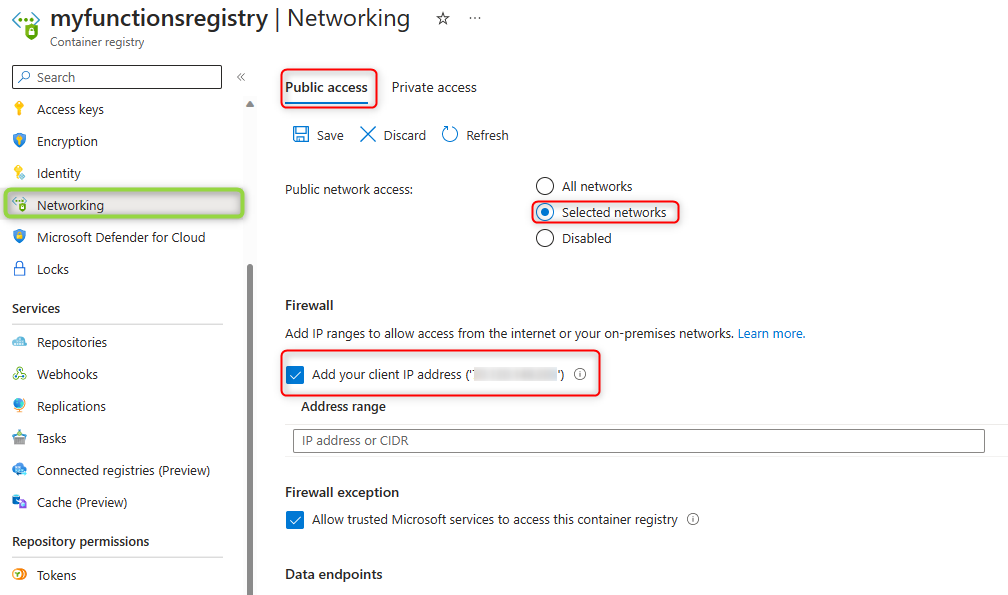 myfunctionsregistry | Networking
Container registry
Search
Access keys
Encryption
Identity
Networking
Microsoft Defender for Cloud
Locks
Services
Repositories
Webhooks
Replications
Tasks
Connected registries (Preview)
Cache (Preview)
Repository permissions
Tokens
Public access Private access
Save Discard Refresh
Public network access:
All networks
Selected networks
Disabled
Firewall
Add IP ranges to allow access from the internet or your on-premises networks. Learn more.
Add your client IP address (' ')
Address range
IP address or CIDR
Firewall exception
Allow trusted Microsoft services to access this container registry
Data endpoints